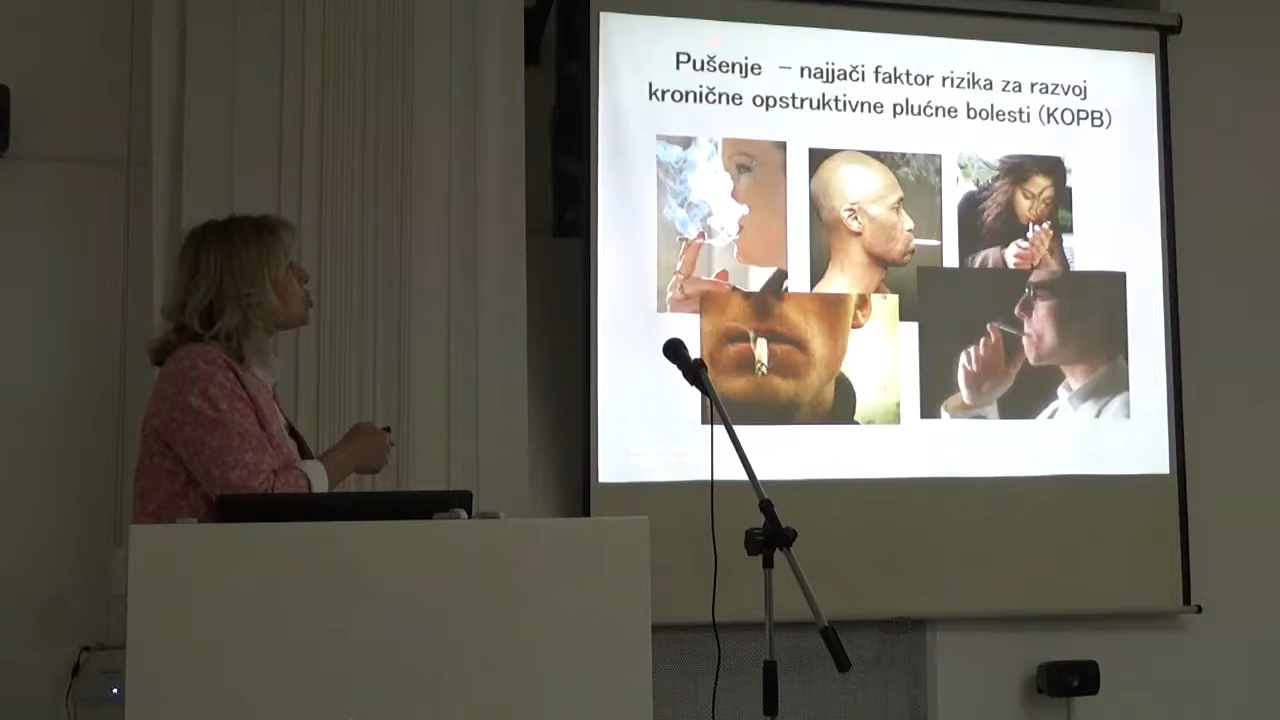 Pušenje – najjači faktor rizika za razvoj
kronične opstruktivne plućne bolesti (KOPB)